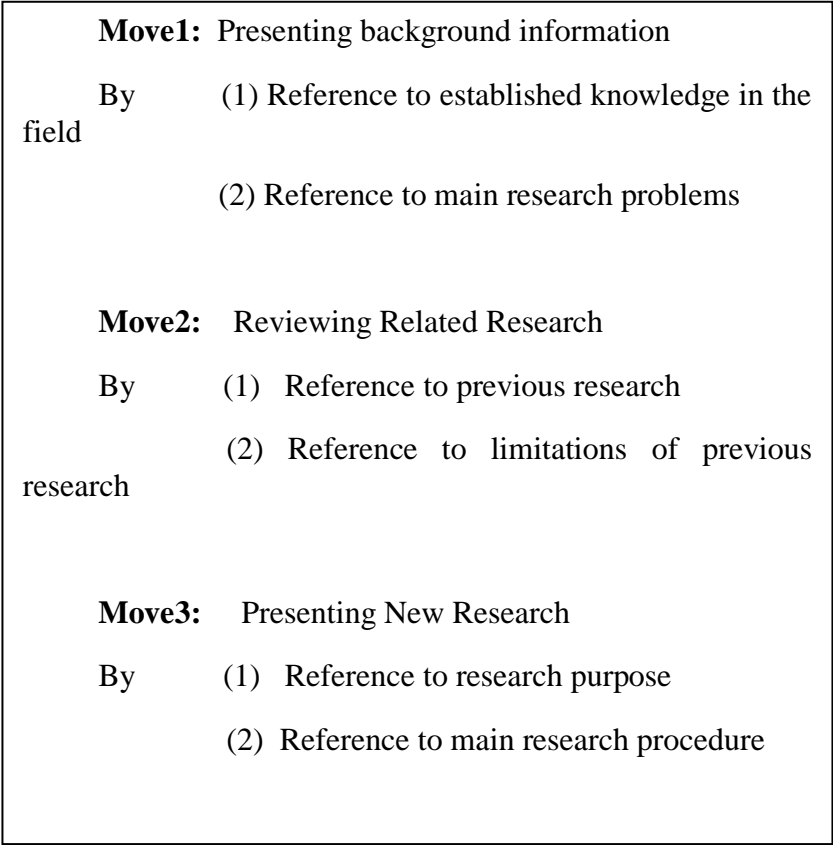 Move1: Presenting background information
By (1) Reference to established knowledge in the
field
(2) Reference to main research problems
Move2: Reviewing Related Research
By (1) Reference to previous research
(2) Reference to limitations of previous
research
Move3: Presenting New Research
By (1) Reference to research purpose
(2) Reference to main research procedure